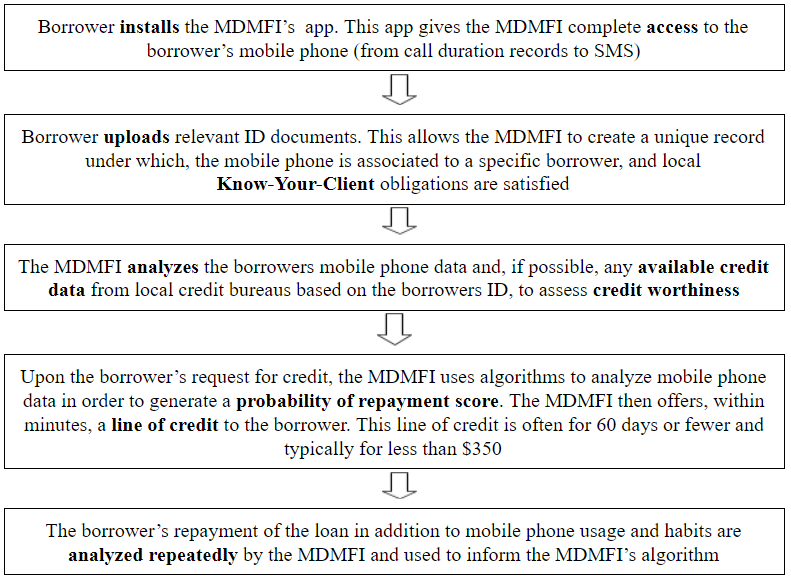 Borrower installs the MDMFI's app. This app gives the MDMFI complete access to the
borrower's mobile phone (from call duration records to SMS)
Borrower uploads relevant ID documents. This allows the MDMFI to create a unique record
under which, the mobile phone is associated to a specific borrower, and local
Know-Your-Client obligations are satisfied
The MDMFI analyzes the borrowers mobile phone data and, if possible, any available credit
data from local credit bureaus based on the borrowers ID, to assess credit worthiness
Upon the borrower's request for credit, the MDMFI uses algorithms to analyze mobile phone
data in order to generate a probability of repayment score. The MDMFI then offers, within
minutes, a line of credit to the borrower. This line of credit is often for 60 days or fewer and
typically for less than $350
The borrower's repayment of the loan in addition to mobile phone usage and habits are
analyzed repeatedly by the MDMFI and used to inform the MDMFI's algorithm